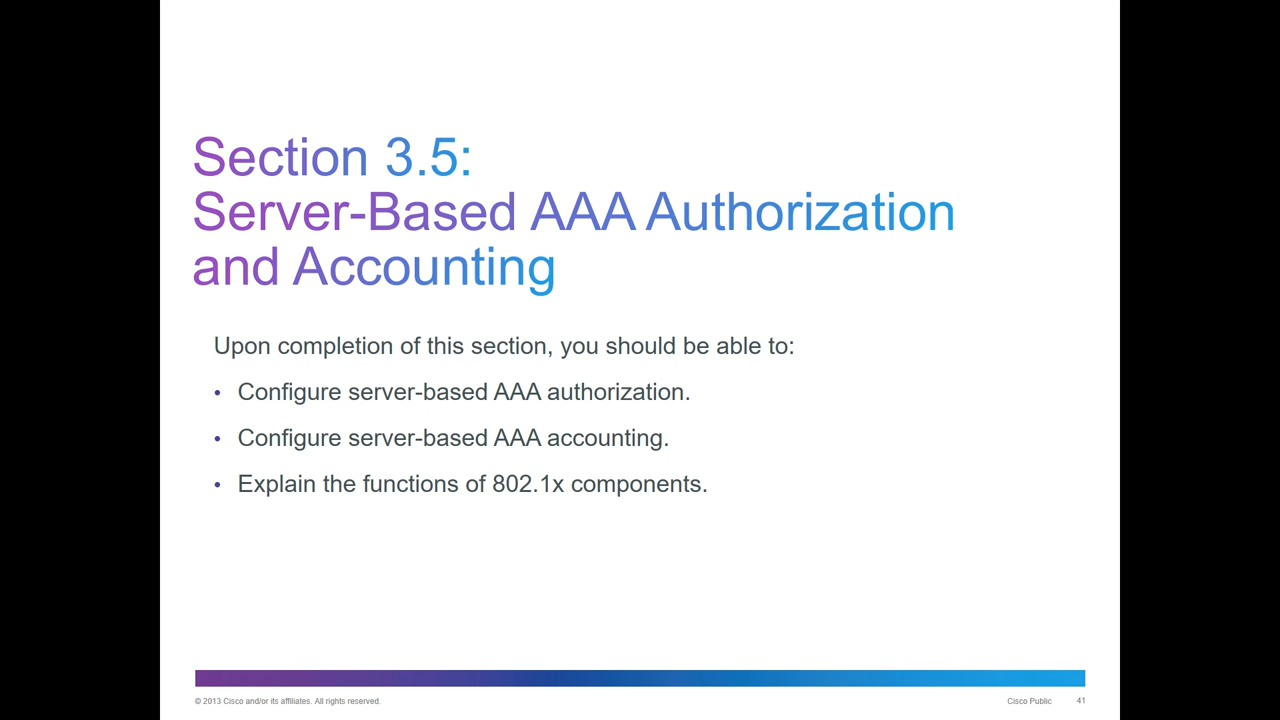 Section 3.5:
Server-Based AAA Authorization
and Accounting
Upon completion of this section, you should be able to:
• Configure server-based AAA authorization.
• Configure server-based AAA accounting.
• Explain the functions of 802.1x components.
© 2013 Cisco and/or its affiliates. All rights reserved.
Cisco Public 41